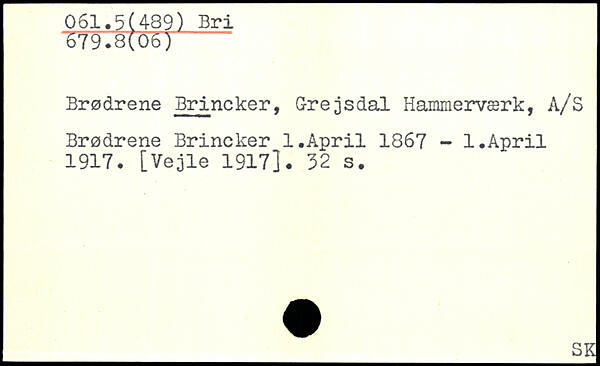 061.5(489) Bri
679.8(06)
Brødrene Brincker, Grejsdal Hammerværk, A/S
Brødrene Brincker 1.April 1867 - 1.April
1917. [Vejle 1917]. 32 s.
SK